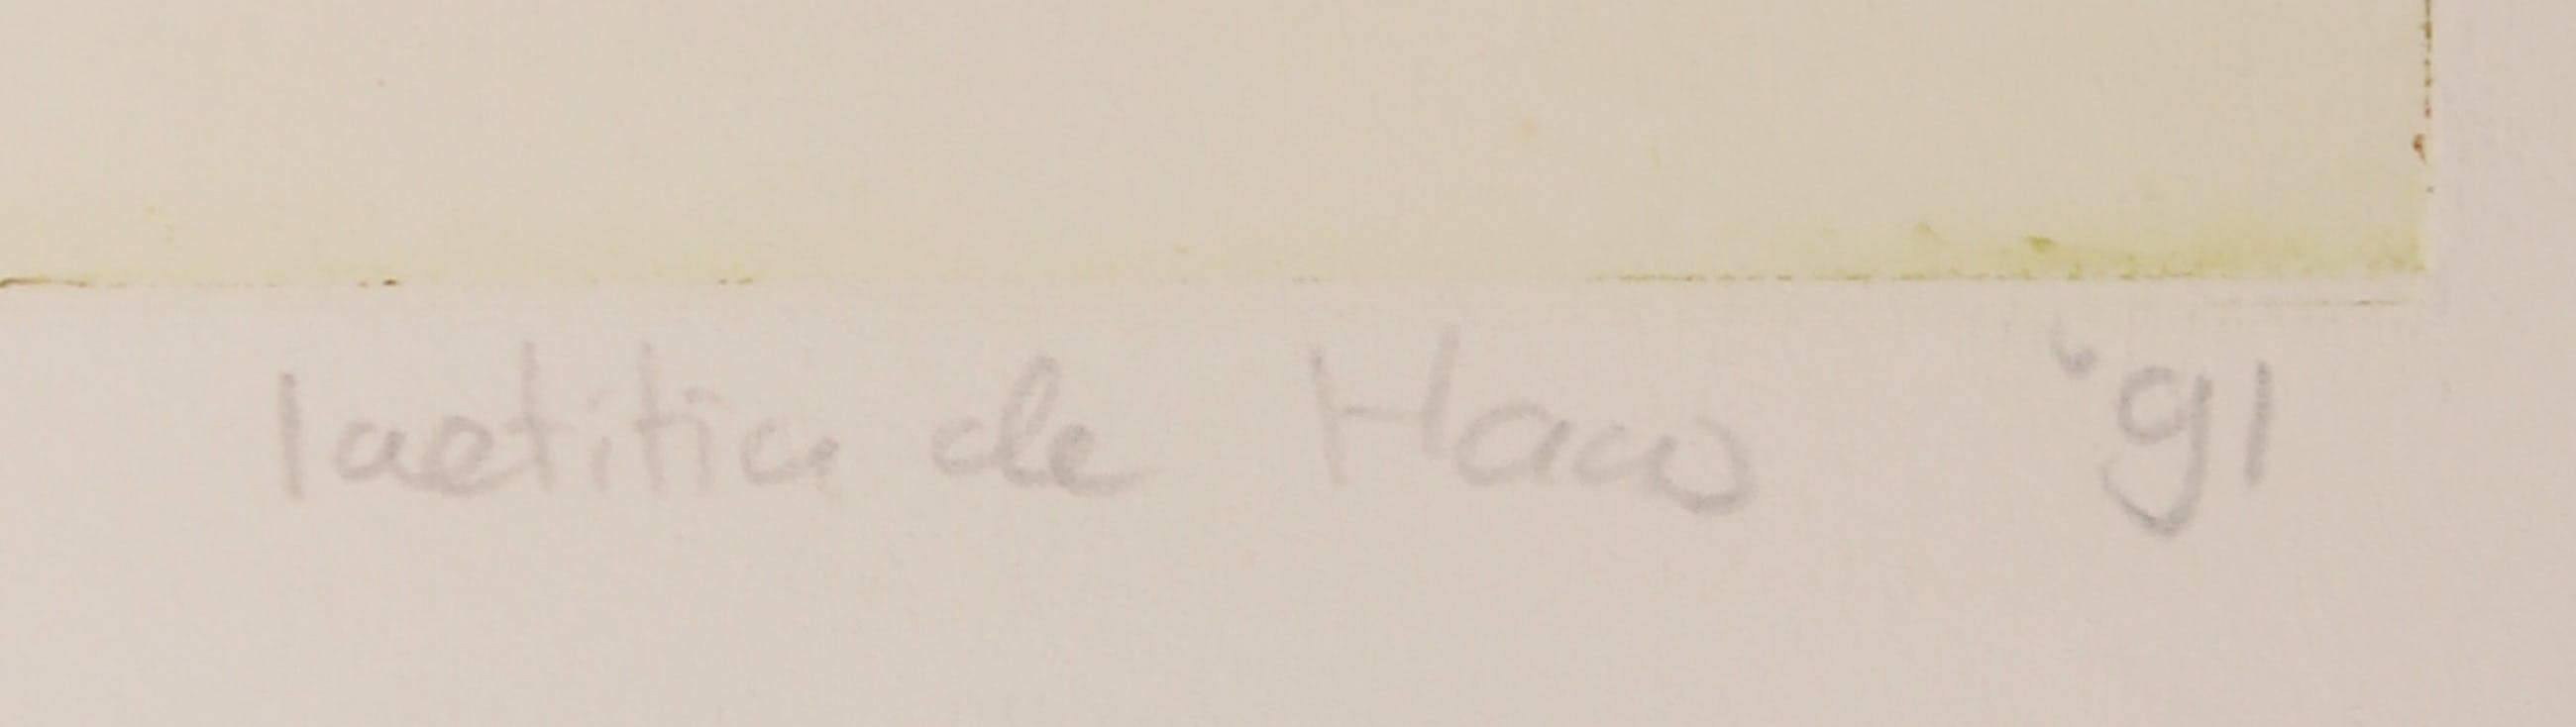 laetitia de Haas '91